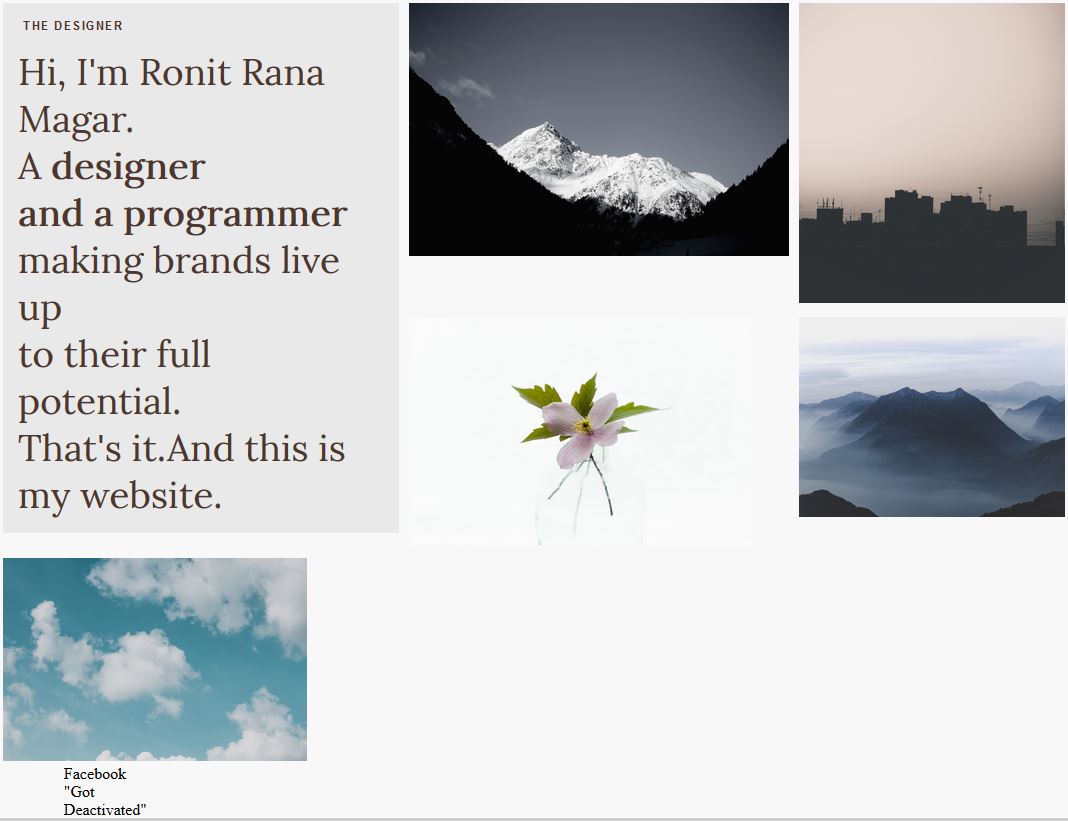 THE DESIGNER
Hi, I'm Ronit Rana
Magar.
A designer
and a programmer
making brands live
up
to their full
potential.
That's it.And this is
my website.
Facebook
"Got
Deactivated"